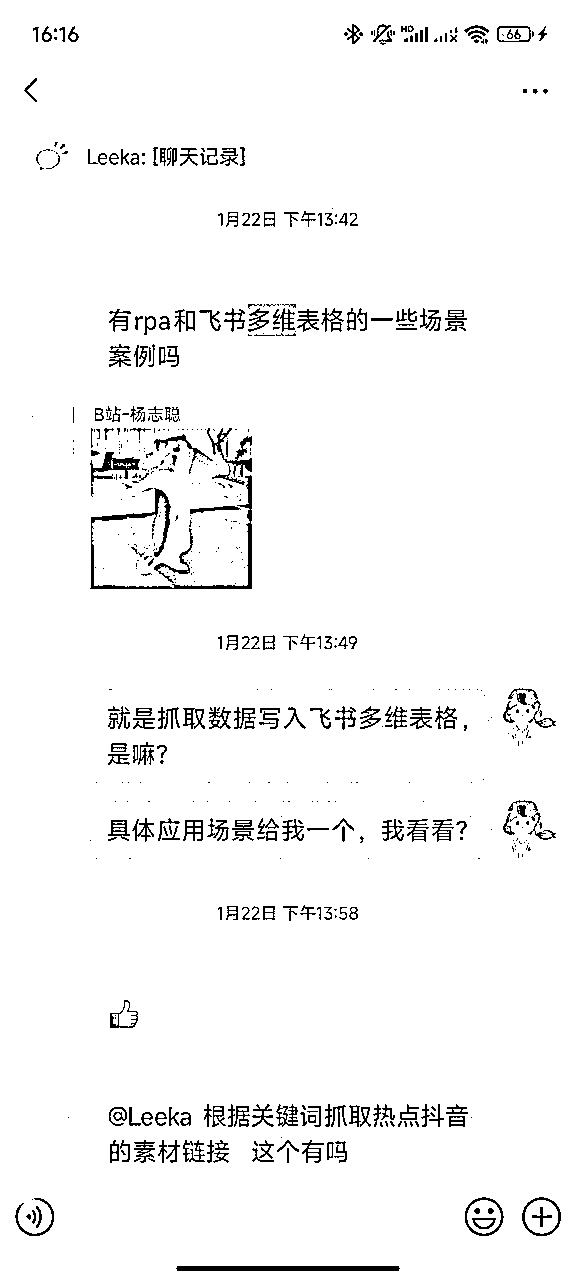 16:16
HD
66
Leeka: [聊天记录]
1月22日 下午13:42
有rpa和飞书多维表格的一些场景
案例吗
B站-杨志聪
1月22日 下午13:49
就是抓取数据写入飞书多维表格，
是嘛？
具体应用场景给我一个，我看看？
1月22日 下午13:58
@Leeka 根据关键词抓取热点抖音
的素材链接 这个有吗